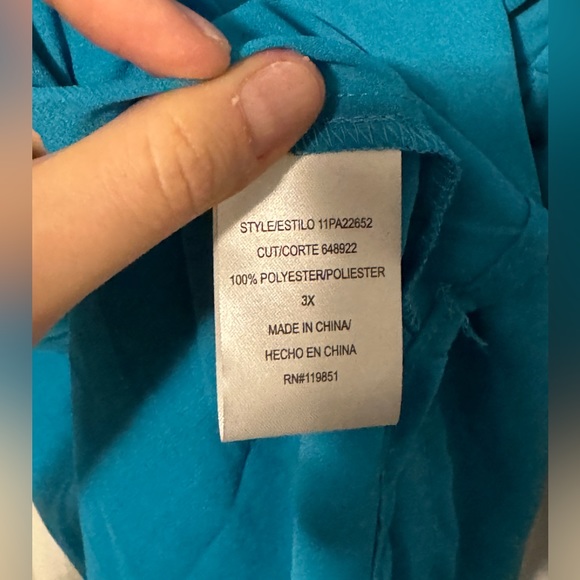 STYLE/ESTILO 11PA22652
CUT/CORTE 648922
100% POLYESTER/POLIESTER
3X
MADE IN CHINA/
HECHO EN CHINA
RN#119851